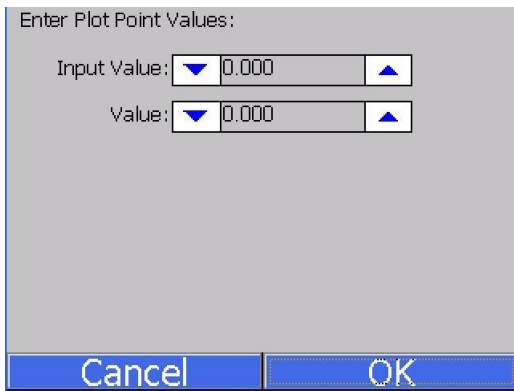 Enter Plot Point Values:
Input Value: 0.000
Value: 0.000
Cancel OK